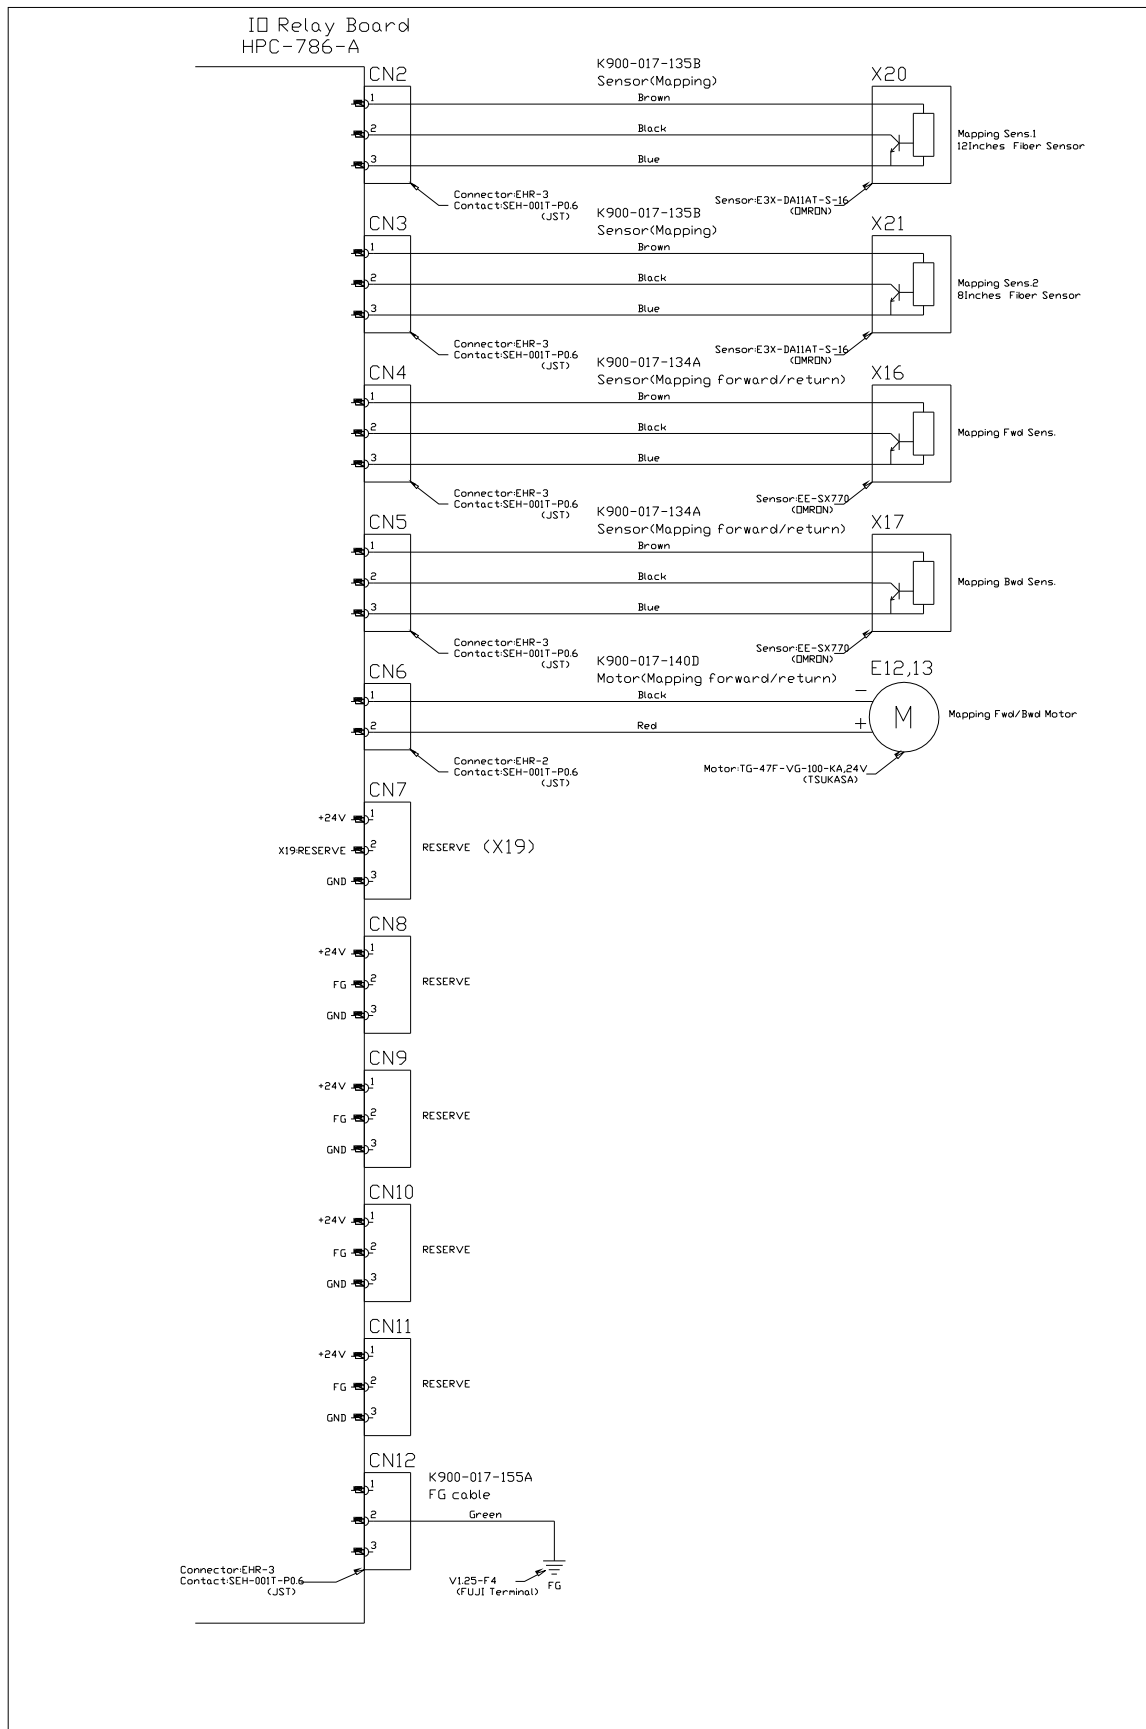 IO Relay Board
HPC-786-A
CN2
K900-017-135B
Sensor(Mapping)
X20
1
Brown
2
Black
3
Blue
Mapping Sens.1
12Inches Fiber Sensor
Connector:EHR-3
Contact:SEH-001T-P0.6
(JST)
Sensor:E3X-DA11AT-S-16
(OMRON)
CN3
K900-017-135B
Sensor(Mapping)
X21
1
Brown
2
Black
3
Blue
Mapping Sens.2
8Inches Fiber Sensor
Connector:EHR-3
Contact:SEH-001T-P0.6
(JST)
Sensor:E3X-DA11AT-S-16
(OMRON)
CN4
K900-017-134A
Sensor(Mapping forward/return)
X16
1
Brown
2
Black
3
Blue
Mapping Fwd Sens.
Connector:EHR-3
Contact:SEH-001T-P0.6
(JST)
Sensor:EE-SX770
(OMRON)
CN5
K900-017-134A
Sensor(Mapping forward/return)
X17
1
Brown
2
Black
3
Blue
Mapping Bwd Sens.
Connector:EHR-3
Contact:SEH-001T-P0.6
(JST)
Sensor:EE-SX770
(OMRON)
CN6
K900-017-140D
Motor(Mapping forward/return)
E12,13
1
Black
−
2
Red
+
M
Mapping Fwd/Bwd Motor
Connector:EHR-2
Contact:SEH-001T-P0.6
(JST)
Motor:TG-47F-VG-100-KA,24V
(TSUKASA)
CN7
+24V 1
X19:RESERVE 2
GND 3
RESERVE (X19)
CN8
+24V 1
FG 2
GND 3
RESERVE
CN9
+24V 1
FG 2
GND 3
RESERVE
CN10
+24V 1
FG 2
GND 3
RESERVE
CN11
+24V 1
FG 2
GND 3
RESERVE
CN12
K900-017-155A
FG cable
1
2
Green
3
Connector:EHR-3
Contact:SEH-001T-P0.6
(JST)
V1.25-F4
(FUJI Terminal)
FG